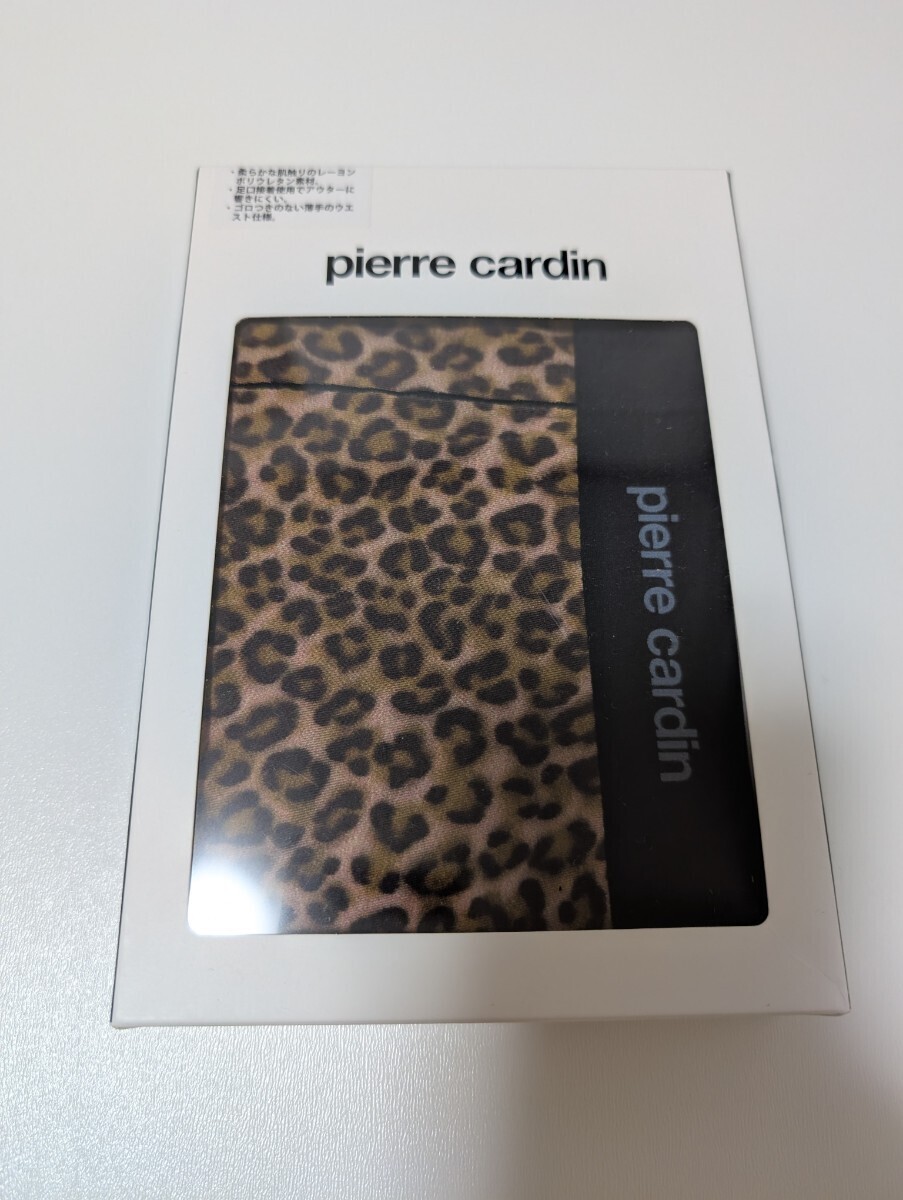 ・柔らかな肌触りのレーヨン
ポリウレタン素材。
・足口接着使用でアウターに
響きにくい。
・ゴロつきのない薄手のウエ
スト仕様。
pierre cardin
pierre cardin